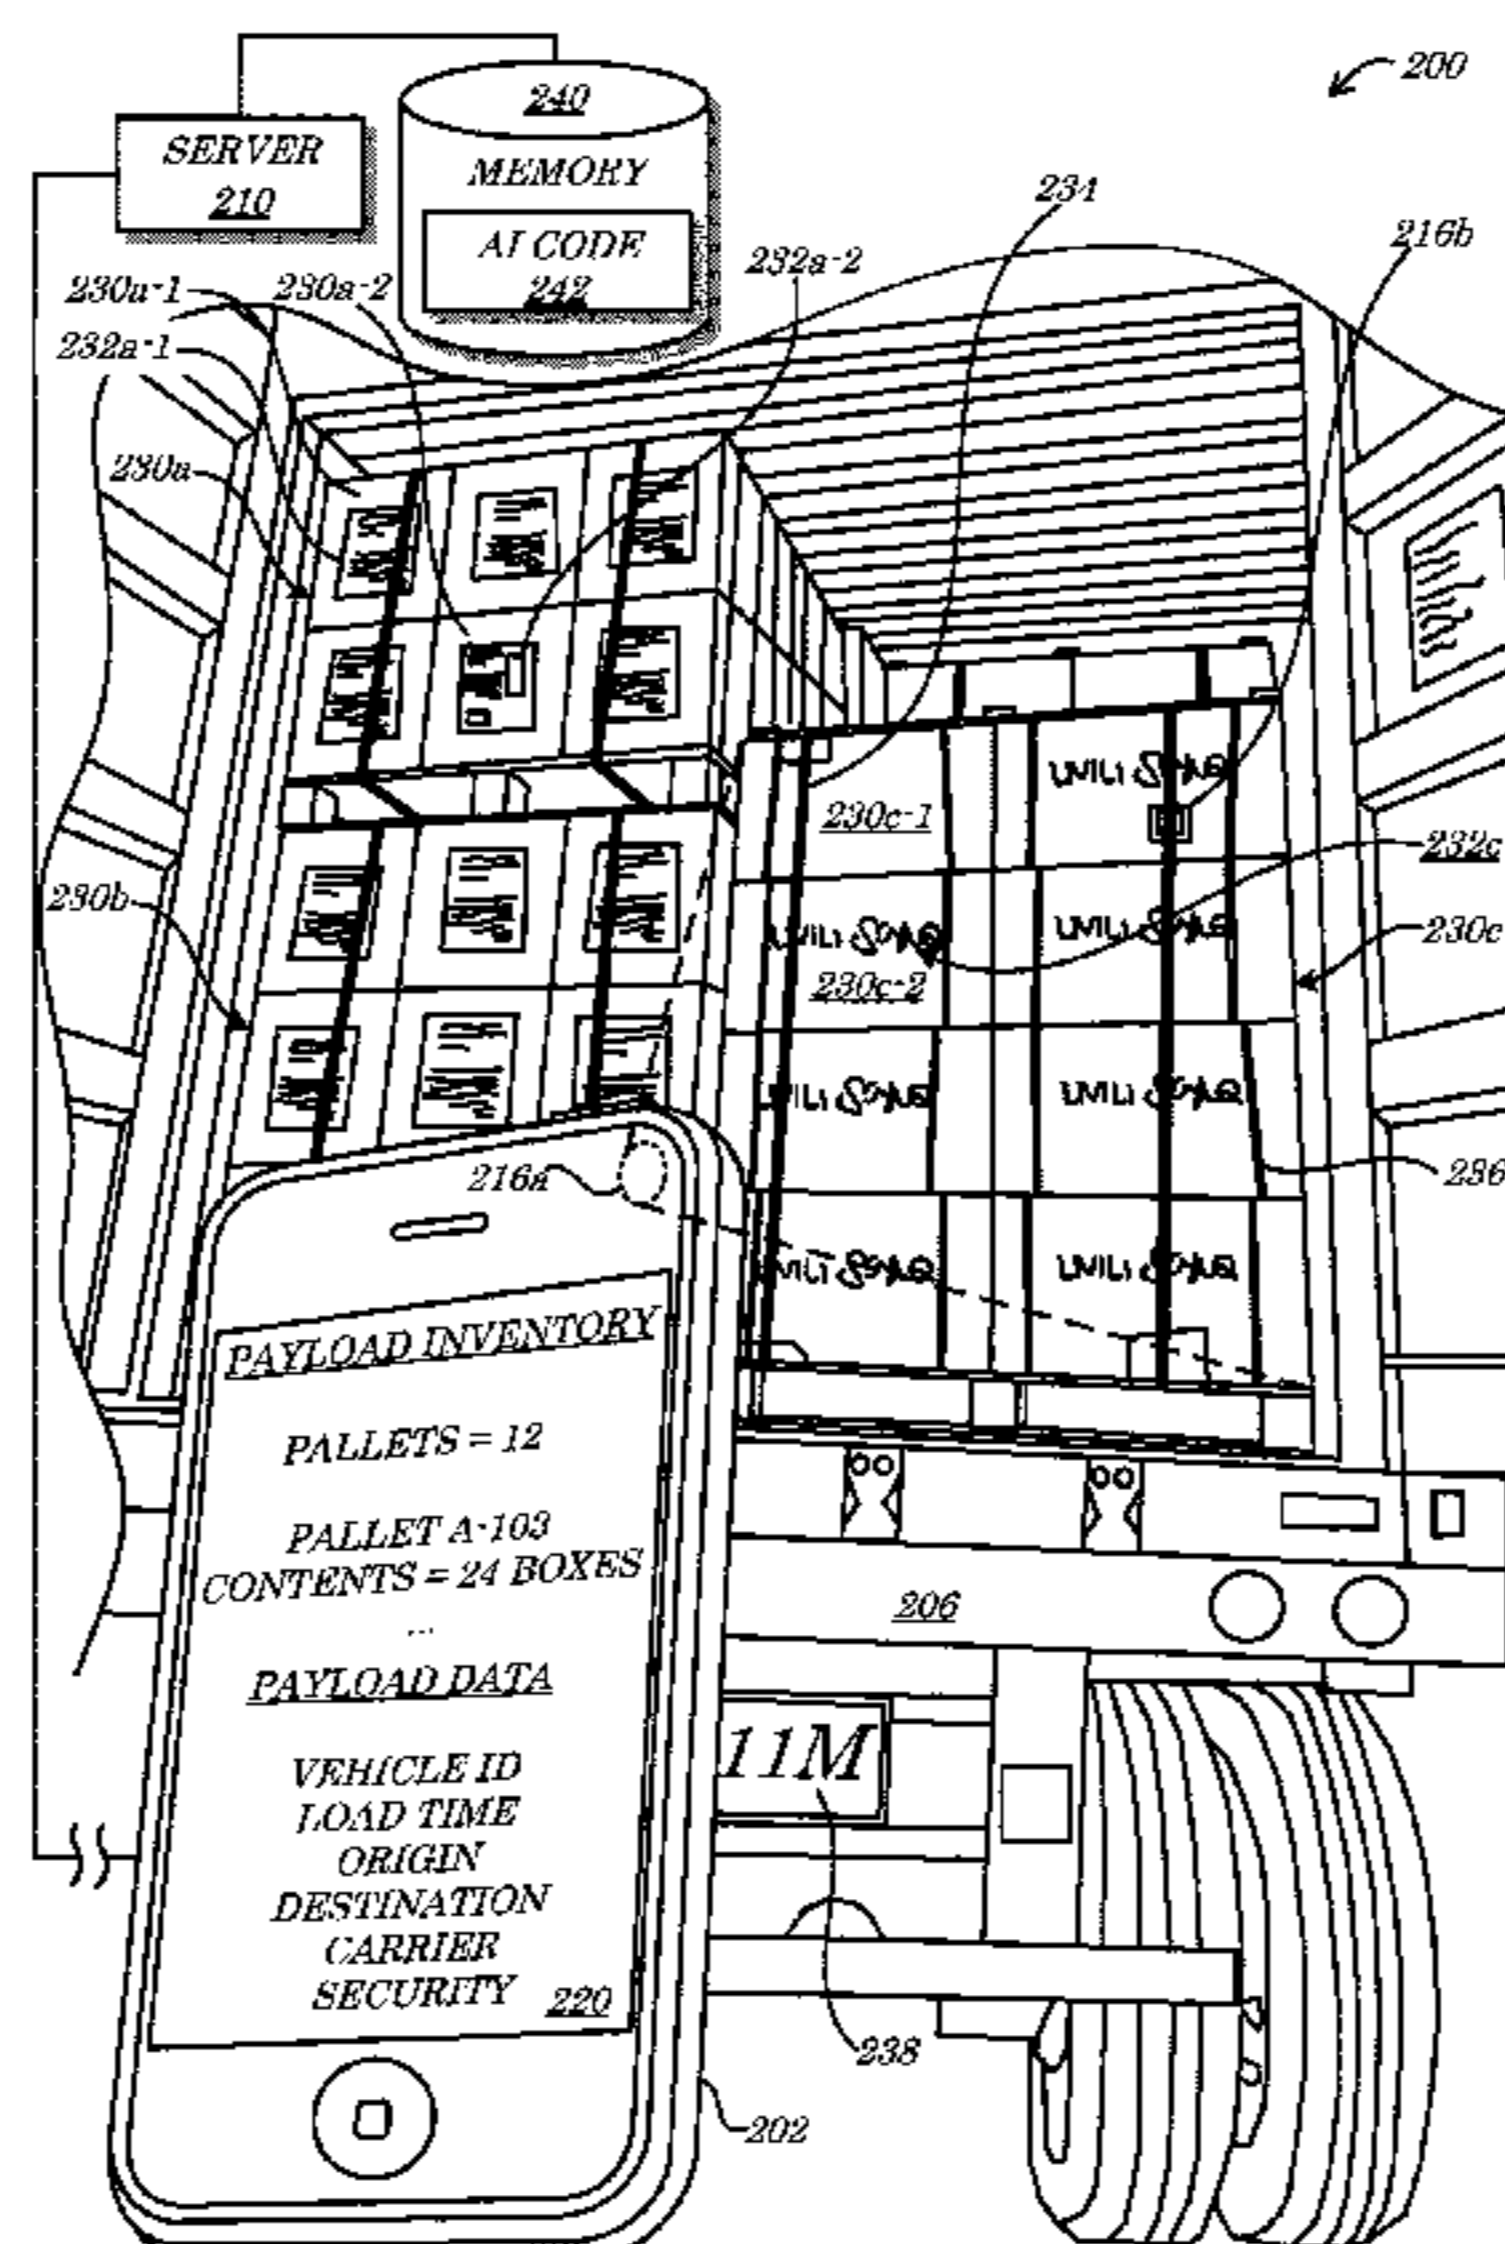 200
240
SERVER
210
MEMORY
AI CODE
242
234
216b
232a-2
230a-1
230a-2
232a-1
230a
230c-1
232c
230b
230c
230c-2
236
216a
PAYLOAD INVENTORY
PALLETS = 12
PALLET A-103
CONTENTS = 24 BOXES
...
PAYLOAD DATA
VEHICLE ID
LOAD TIME
ORIGIN
DESTINATION
CARRIER
SECURITY
220
206
11M
238
202